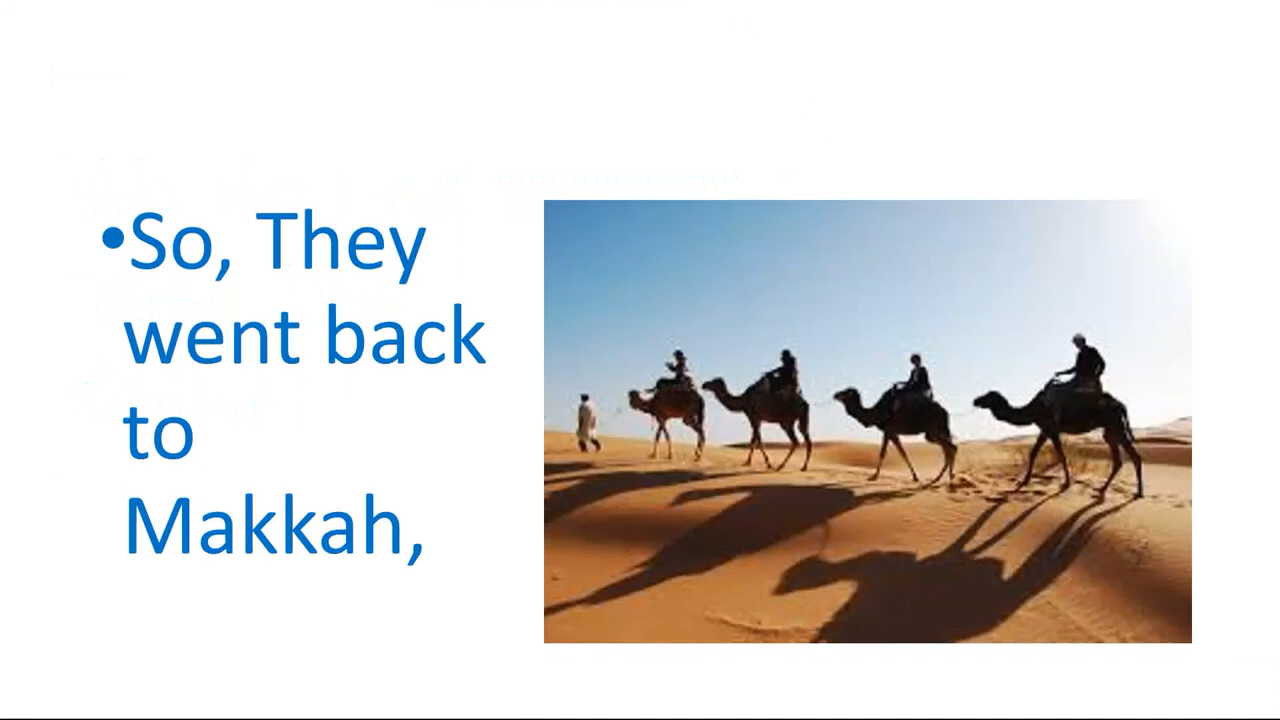 •So, They
went back
to
Makkah,